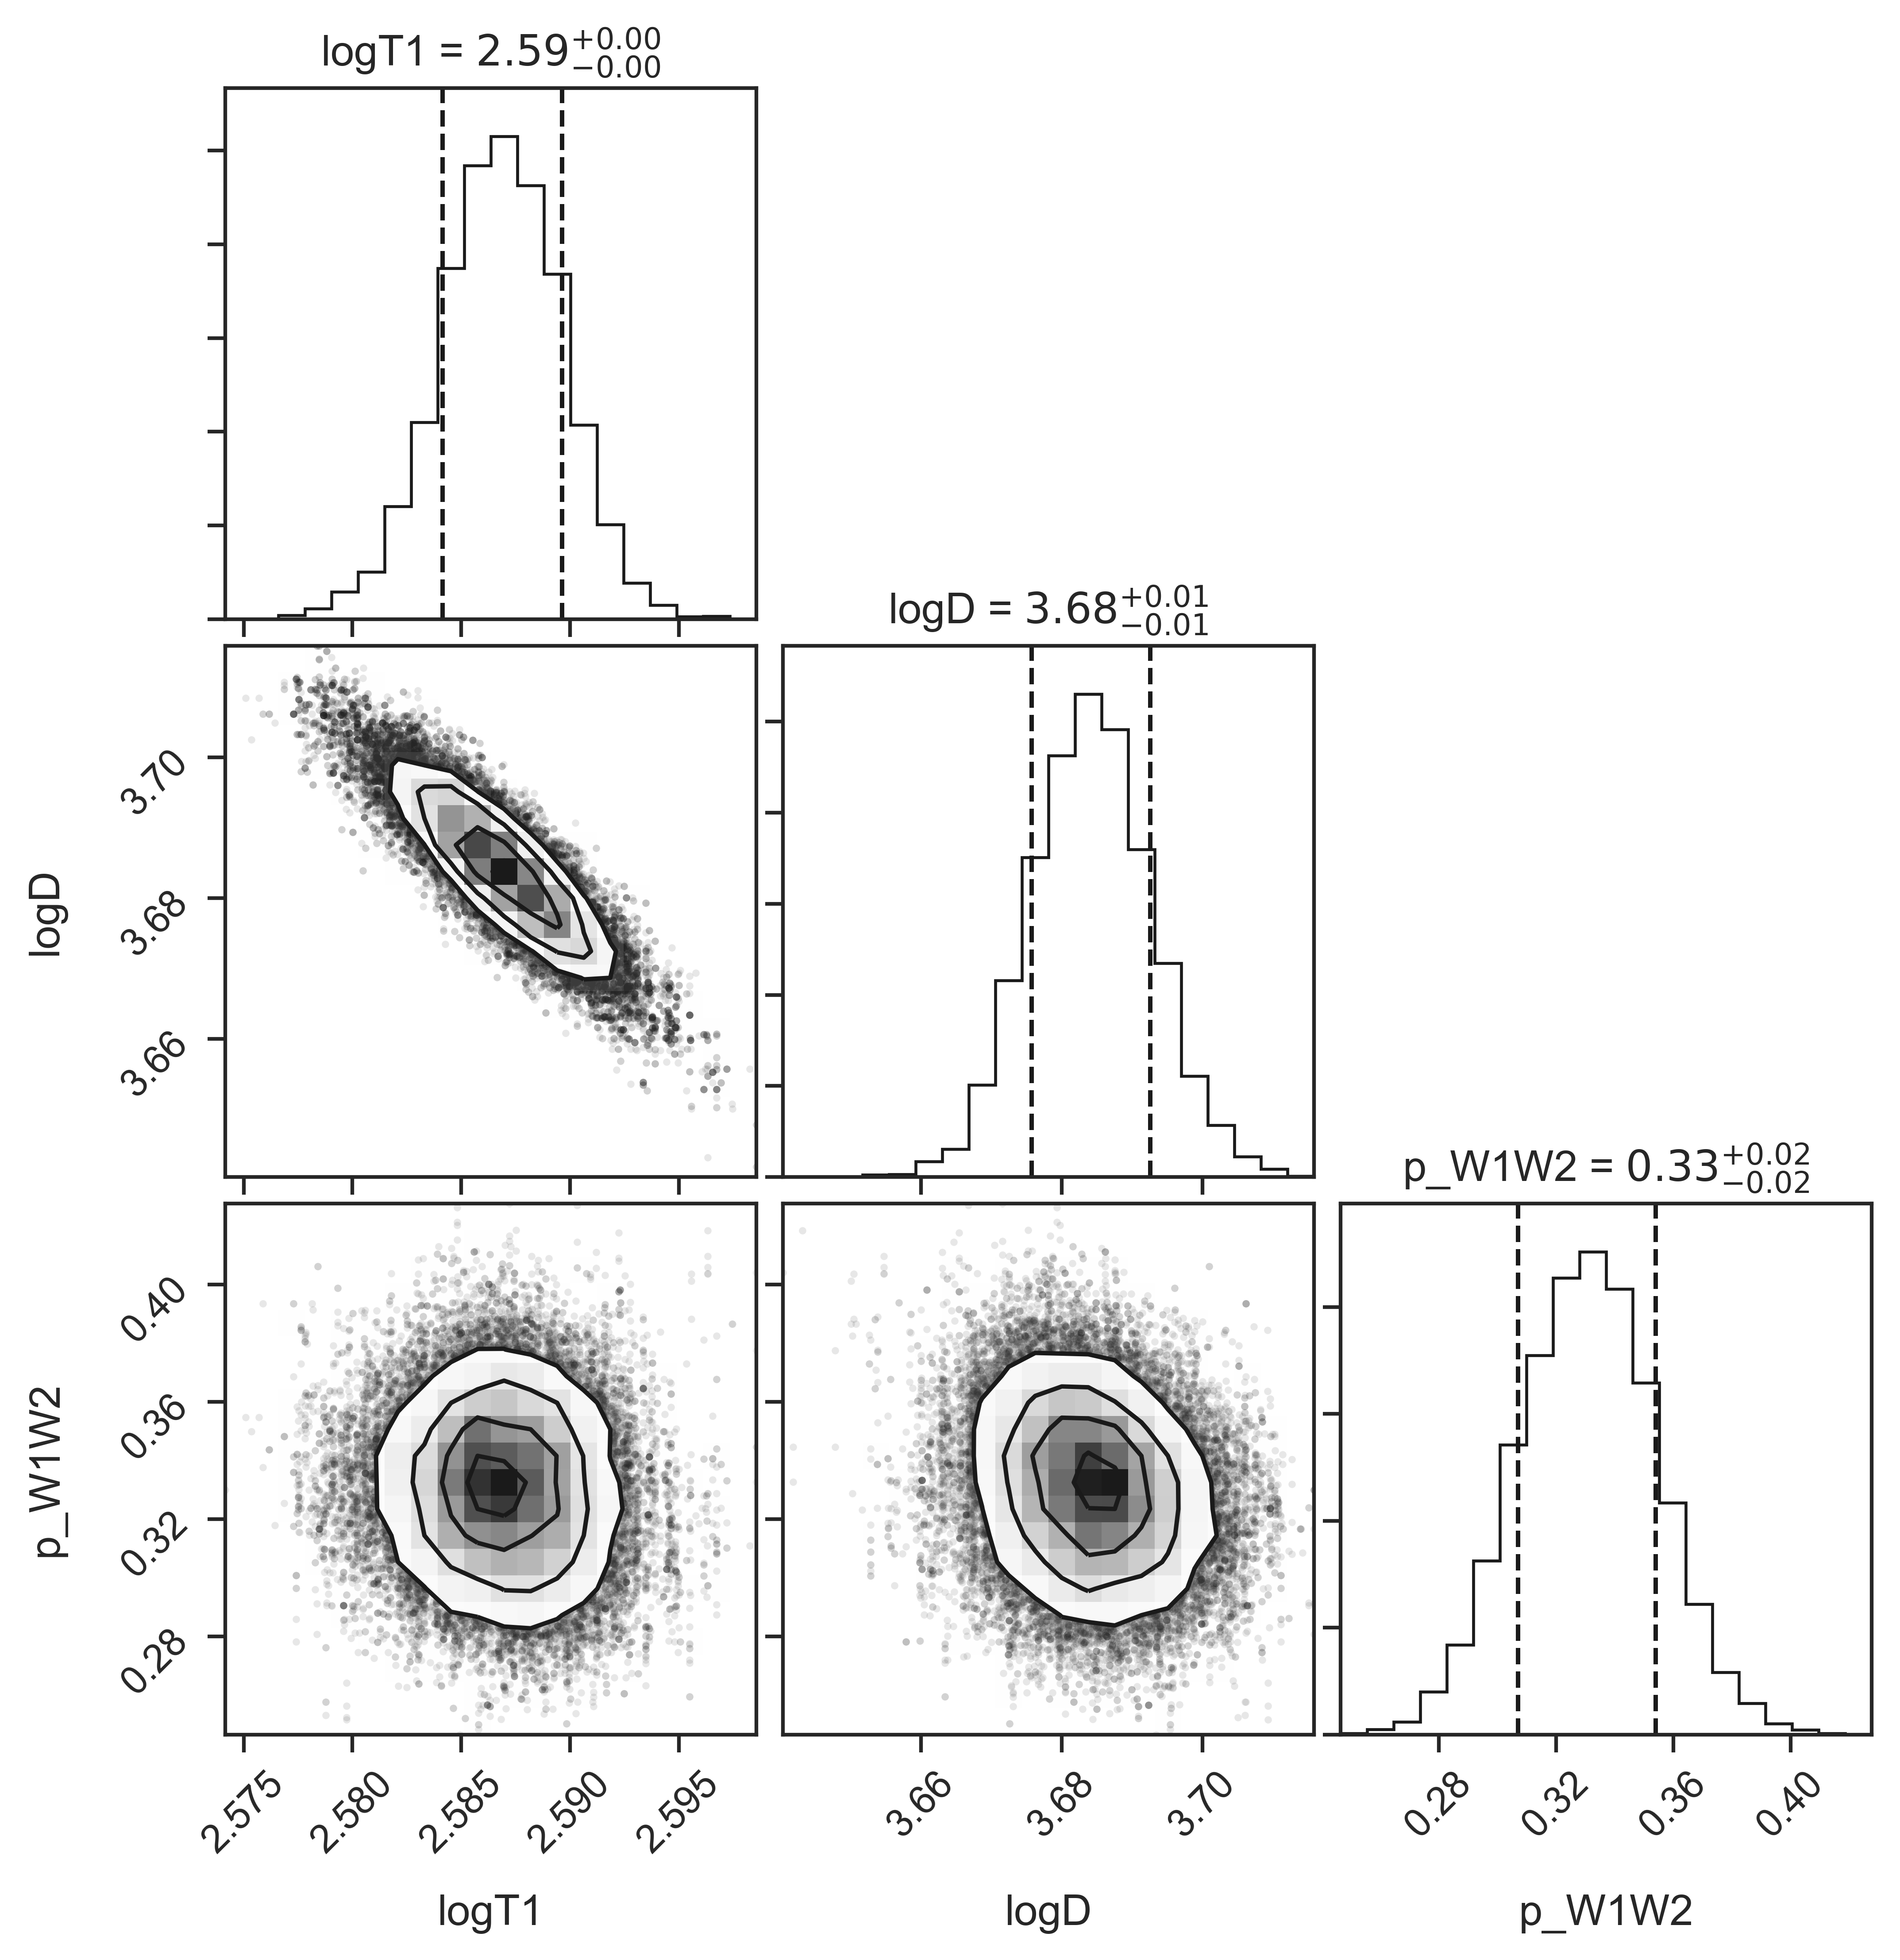 logT1 = 2.59+0.00 −0.00
logD = 3.68+0.01 −0.01
3.70
3.68
3.66
logD
p_W1W2 = 0.33+0.02 −0.02
0.40
0.36
0.32
0.28
p_W1W2
2.575 2.580 2.585 2.590 2.595 3.66 3.68 3.70 0.28 0.32 0.36 0.40
logT1 logD p_W1W2